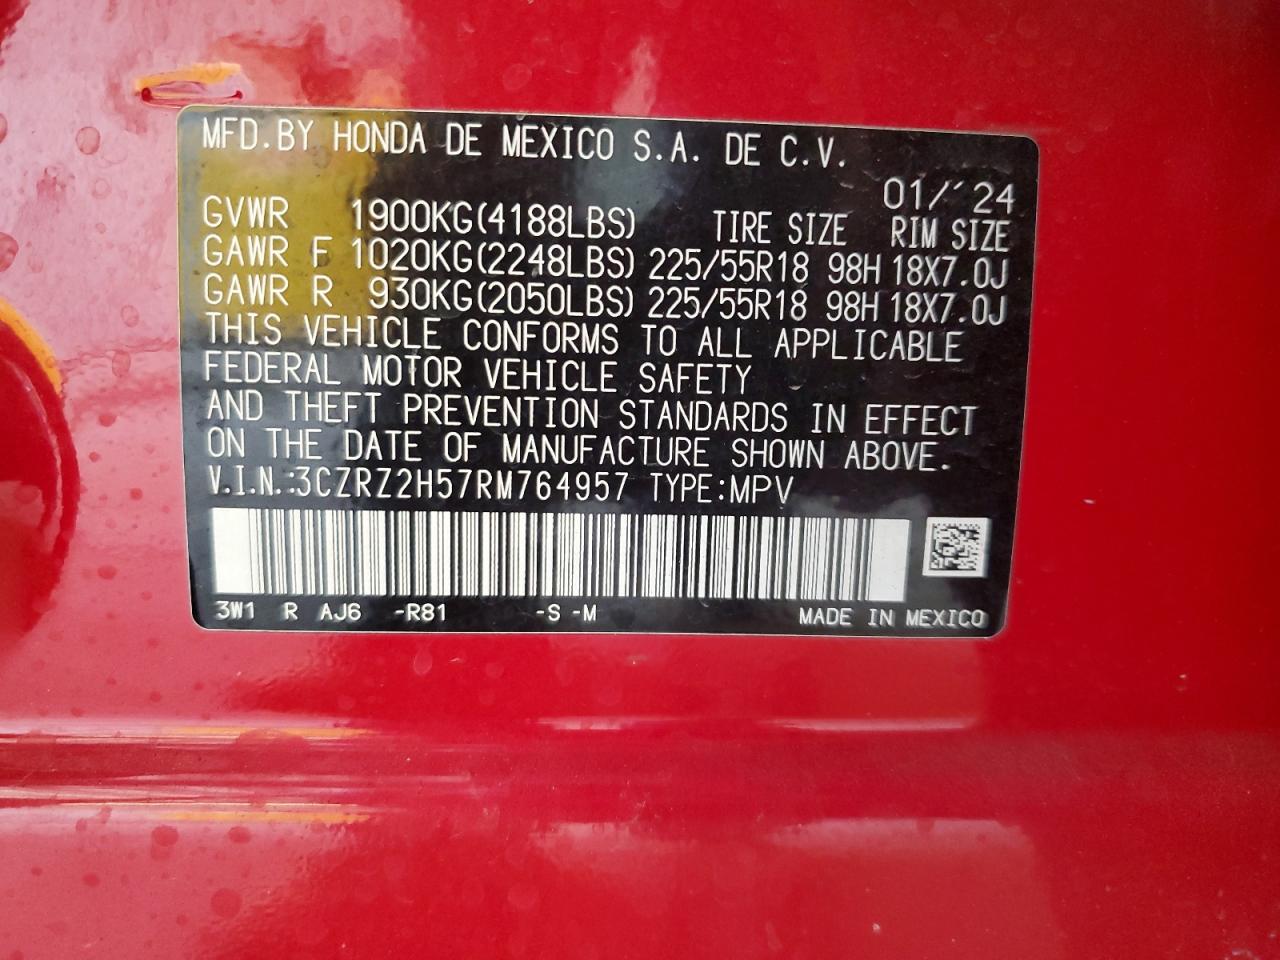 MFD.BY HONDA DE MEXICO S.A. DE C.V.
01/´24
GVWR 1900KG(4188LBS) TIRE SIZE RIM SIZE
GAWR F 1020KG(2248LBS) 225/55R18 98H 18X7.0J
GAWR R 930KG(2050LBS) 225/55R18 98H 18X7.0J
THIS VEHICLE CONFORMS TO ALL APPLICABLE
FEDERAL MOTOR VEHICLE SAFETY
AND THEFT PREVENTION STANDARDS IN EFFECT
ON THE DATE OF MANUFACTURE SHOWN ABOVE.
V.I.N.:3CZRZ2H57RM764957 TYPE:MPV
3W1 R AJ6 -R81 -S -M MADE IN MEXICO